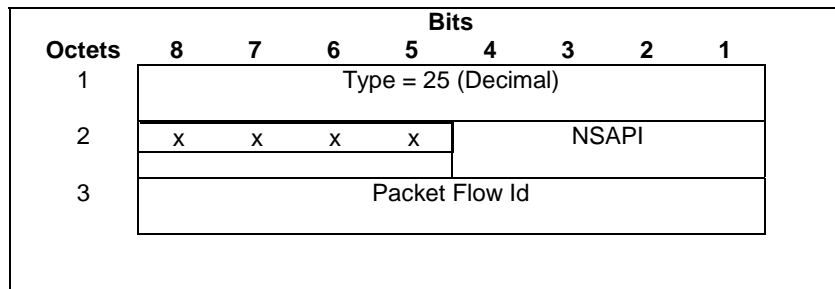 Bits
Octets 8 7 6 5 4 3 2 1
1 Type = 25 (Decimal)
2 x x x x NSAPI
3 Packet Flow Id